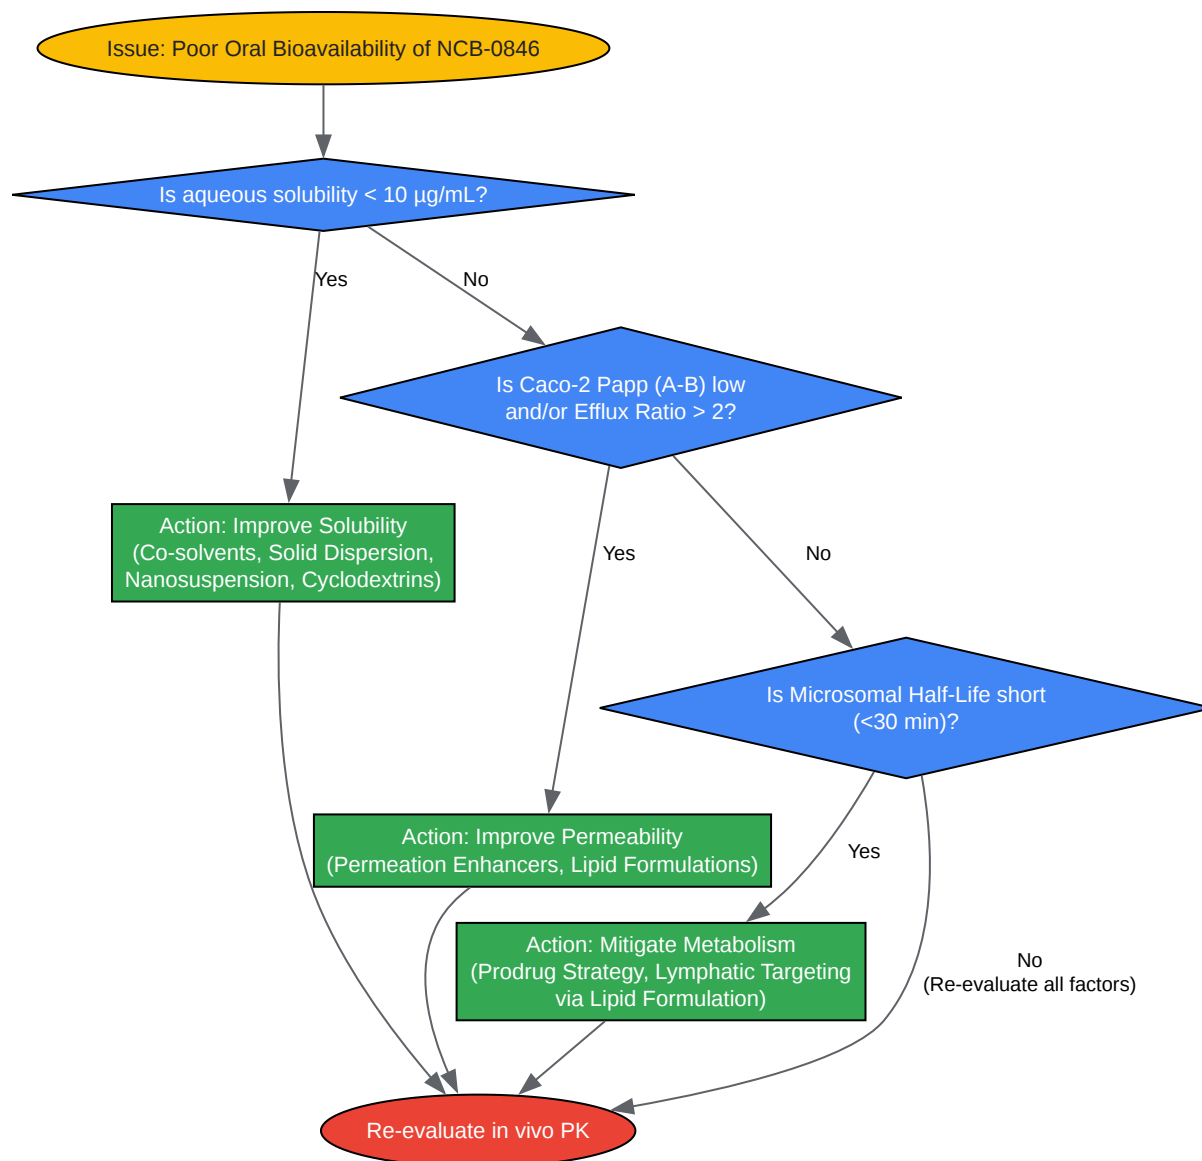 Issue: Poor Oral Bioavailability of NCB-0846
Is aqueous solubility < 10 µg/mL?
Yes
No
Is Caco-2 Papp (A-B) low
and/or Efflux Ratio > 2?
Action: Improve Solubility
(Co-solvents, Solid Dispersion,
Nanosuspension, Cyclodextrins)
Yes
No
Is Microsomal Half-Life short
(<30 min)?
Action: Improve Permeability
(Permeation Enhancers, Lipid Formulations)
Yes
Action: Mitigate Metabolism
(Prodrug Strategy, Lymphatic Targeting
via Lipid Formulation)
No
(Re-evaluate all factors)
Re-evaluate in vivo PK